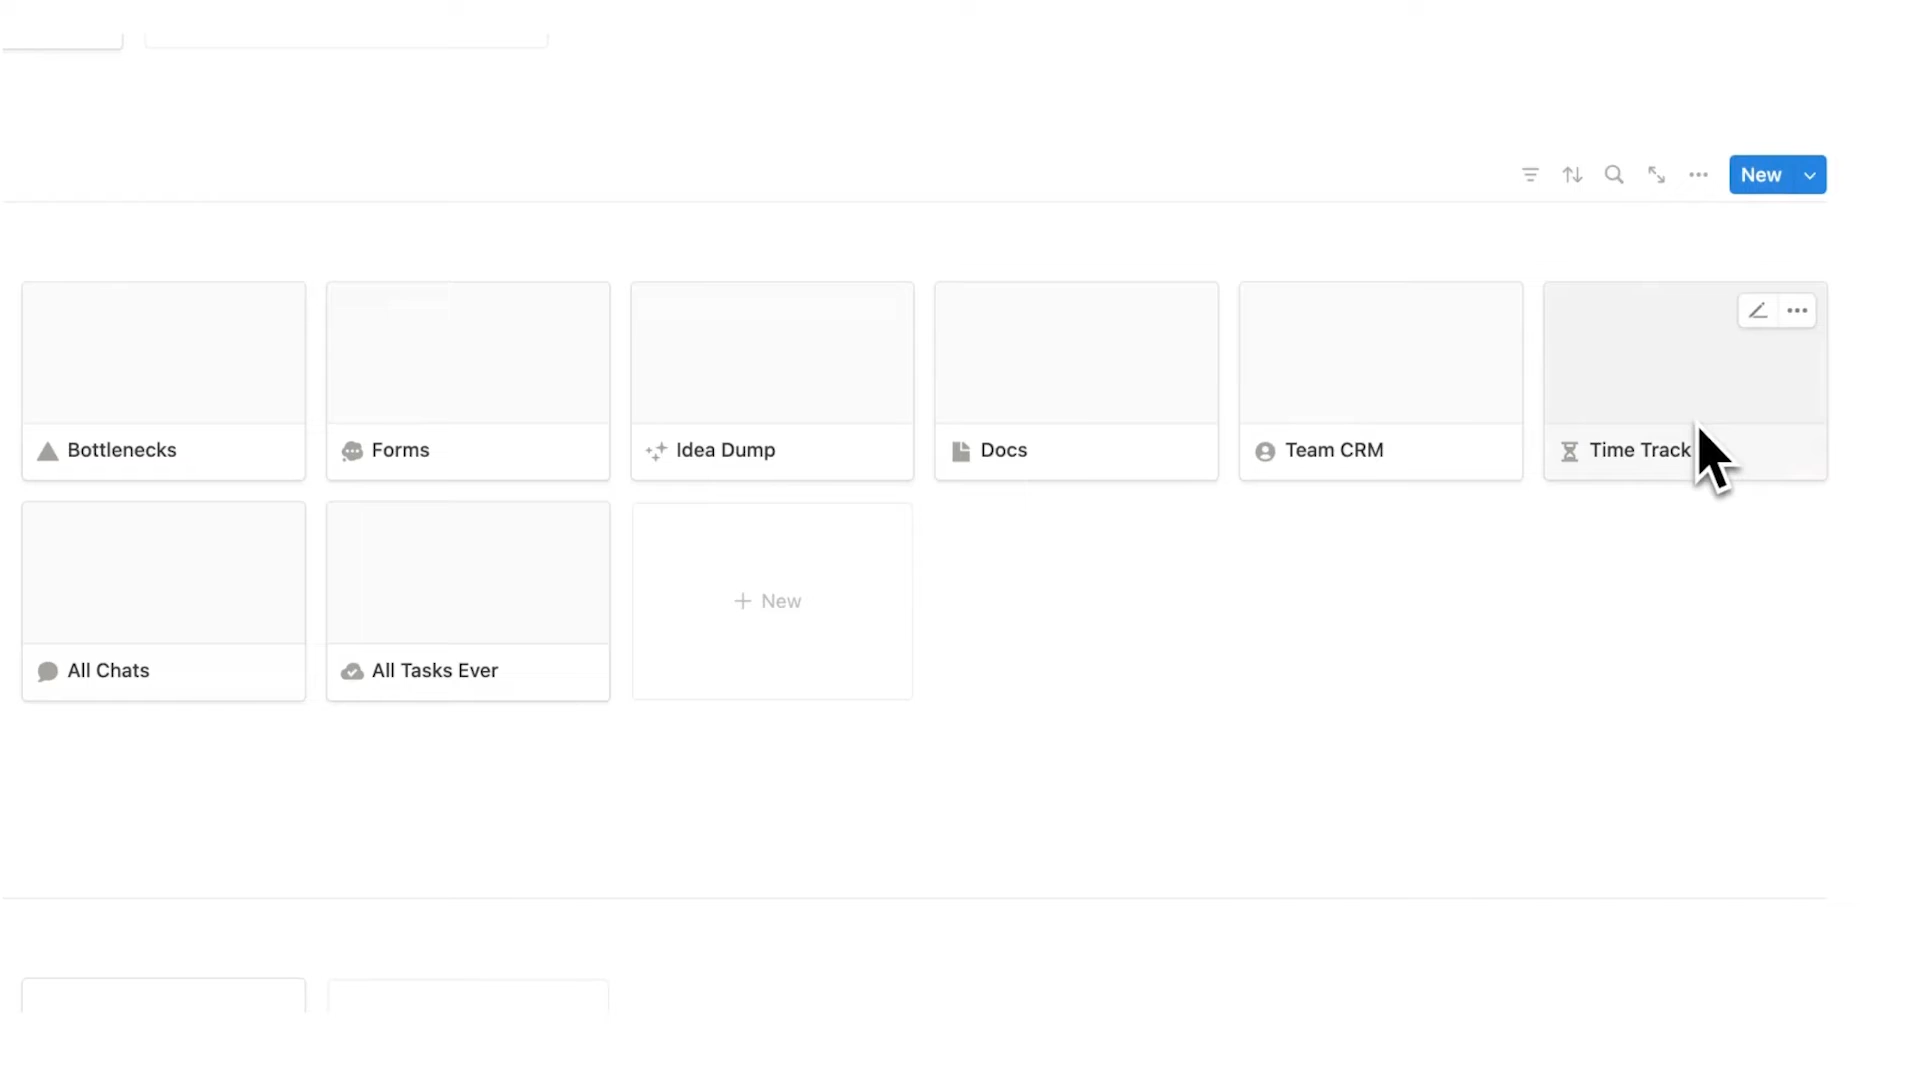 New
Bottlenecks
Forms
Idea Dump
Docs
Team CRM
Time Track
All Chats
All Tasks Ever
+ New